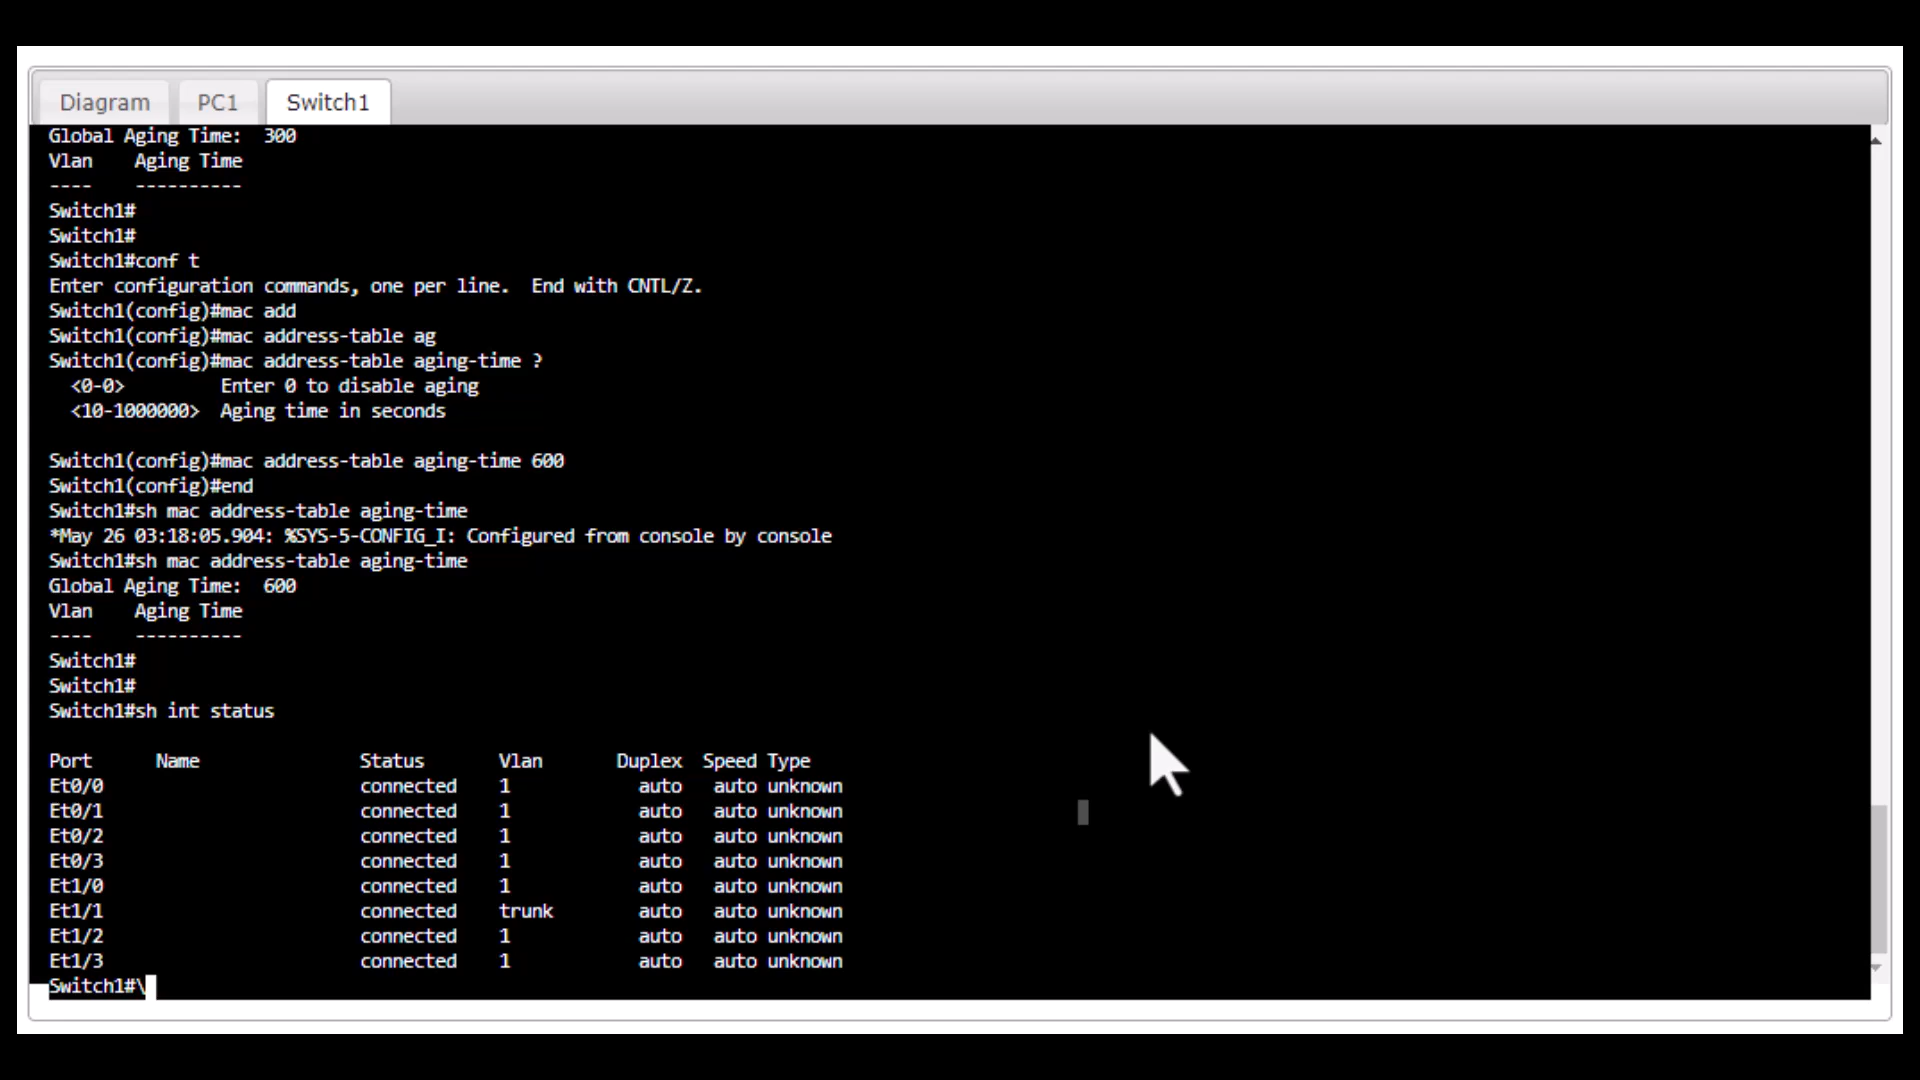 Diagram PC1 Switch1
Global Aging Time:  300
Vlan    Aging Time
----    ----------
Switch1#
Switch1#
Switch1#conf t
Enter configuration commands, one per line.  End with CNTL/Z.
Switch1(config)#mac add
Switch1(config)#mac address-table ag
Switch1(config)#mac address-table aging-time ?
  <0-0>         Enter 0 to disable aging
  <10-1000000>  Aging time in seconds
Switch1(config)#mac address-table aging-time 600
Switch1(config)#end
Switch1#sh mac address-table aging-time
*May 26 03:18:05.904: %SYS-5-CONFIG_I: Configured from console by console
Switch1#sh mac address-table aging-time
Global Aging Time:  600
Vlan    Aging Time
----    ----------
Switch1#
Switch1#
Switch1#sh int status
Port      Name               Status       Vlan       Duplex  Speed Type
Et0/0                        connected    1            auto   auto unknown
Et0/1                        connected    1            auto   auto unknown
Et0/2                        connected    1            auto   auto unknown
Et0/3                        connected    1            auto   auto unknown
Et1/0                        connected    1            auto   auto unknown
Et1/1                        connected    trunk        auto   auto unknown
Et1/2                        connected    1            auto   auto unknown
Et1/3                        connected    1            auto   auto unknown
Switch1#\